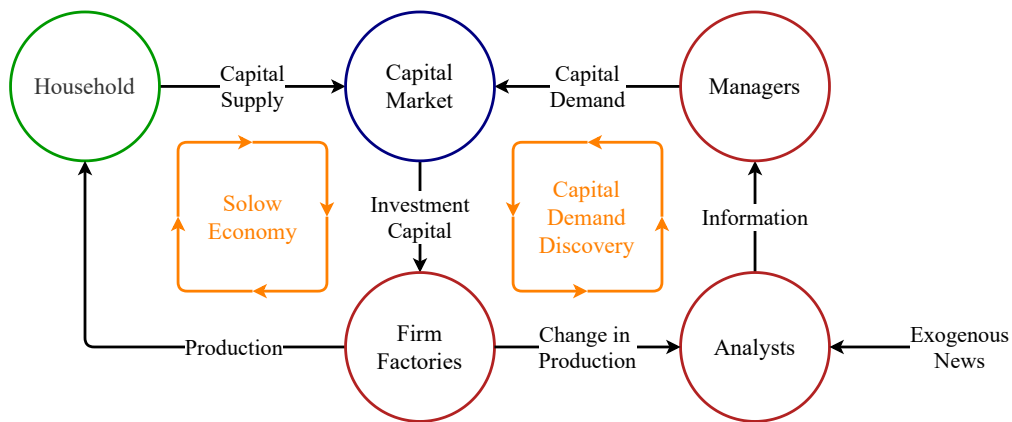 Household
Capital
Supply
Capital
Market
Capital
Demand
Managers
Solow
Economy
Investment
Capital
Capital
Demand
Discovery
Information
Production
Firm
Factories
Change in
Production
Analysts
Exogenous
News